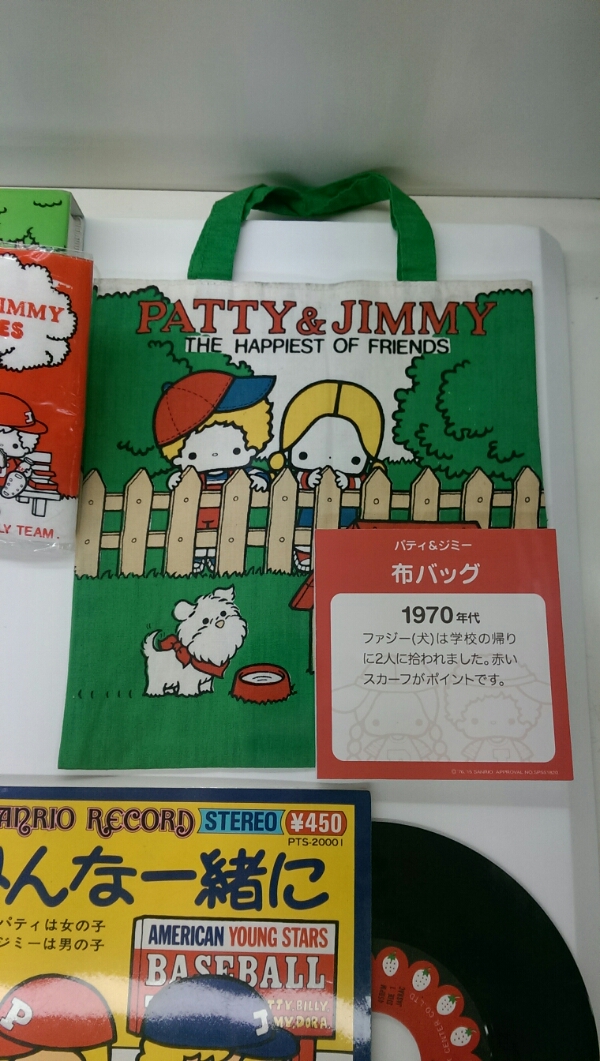 IMMY
ES
LY TEAM.
PATTY & JIMMY
THE HAPPIEST OF FRIENDS
パティ&ジミー
布バッグ
1970年代
ファジー(犬)は学校の帰り
に2人に拾われました。赤い
スカーフがポイントです。
ANRIO RECORD STEREO ¥450
PTS-20001
んな一緒に
パティは女の子
ジミーは男の子
AMERICAN YOUNG STARS
BASEBALL
TTY.BILLY
MY.DORA.
P
J